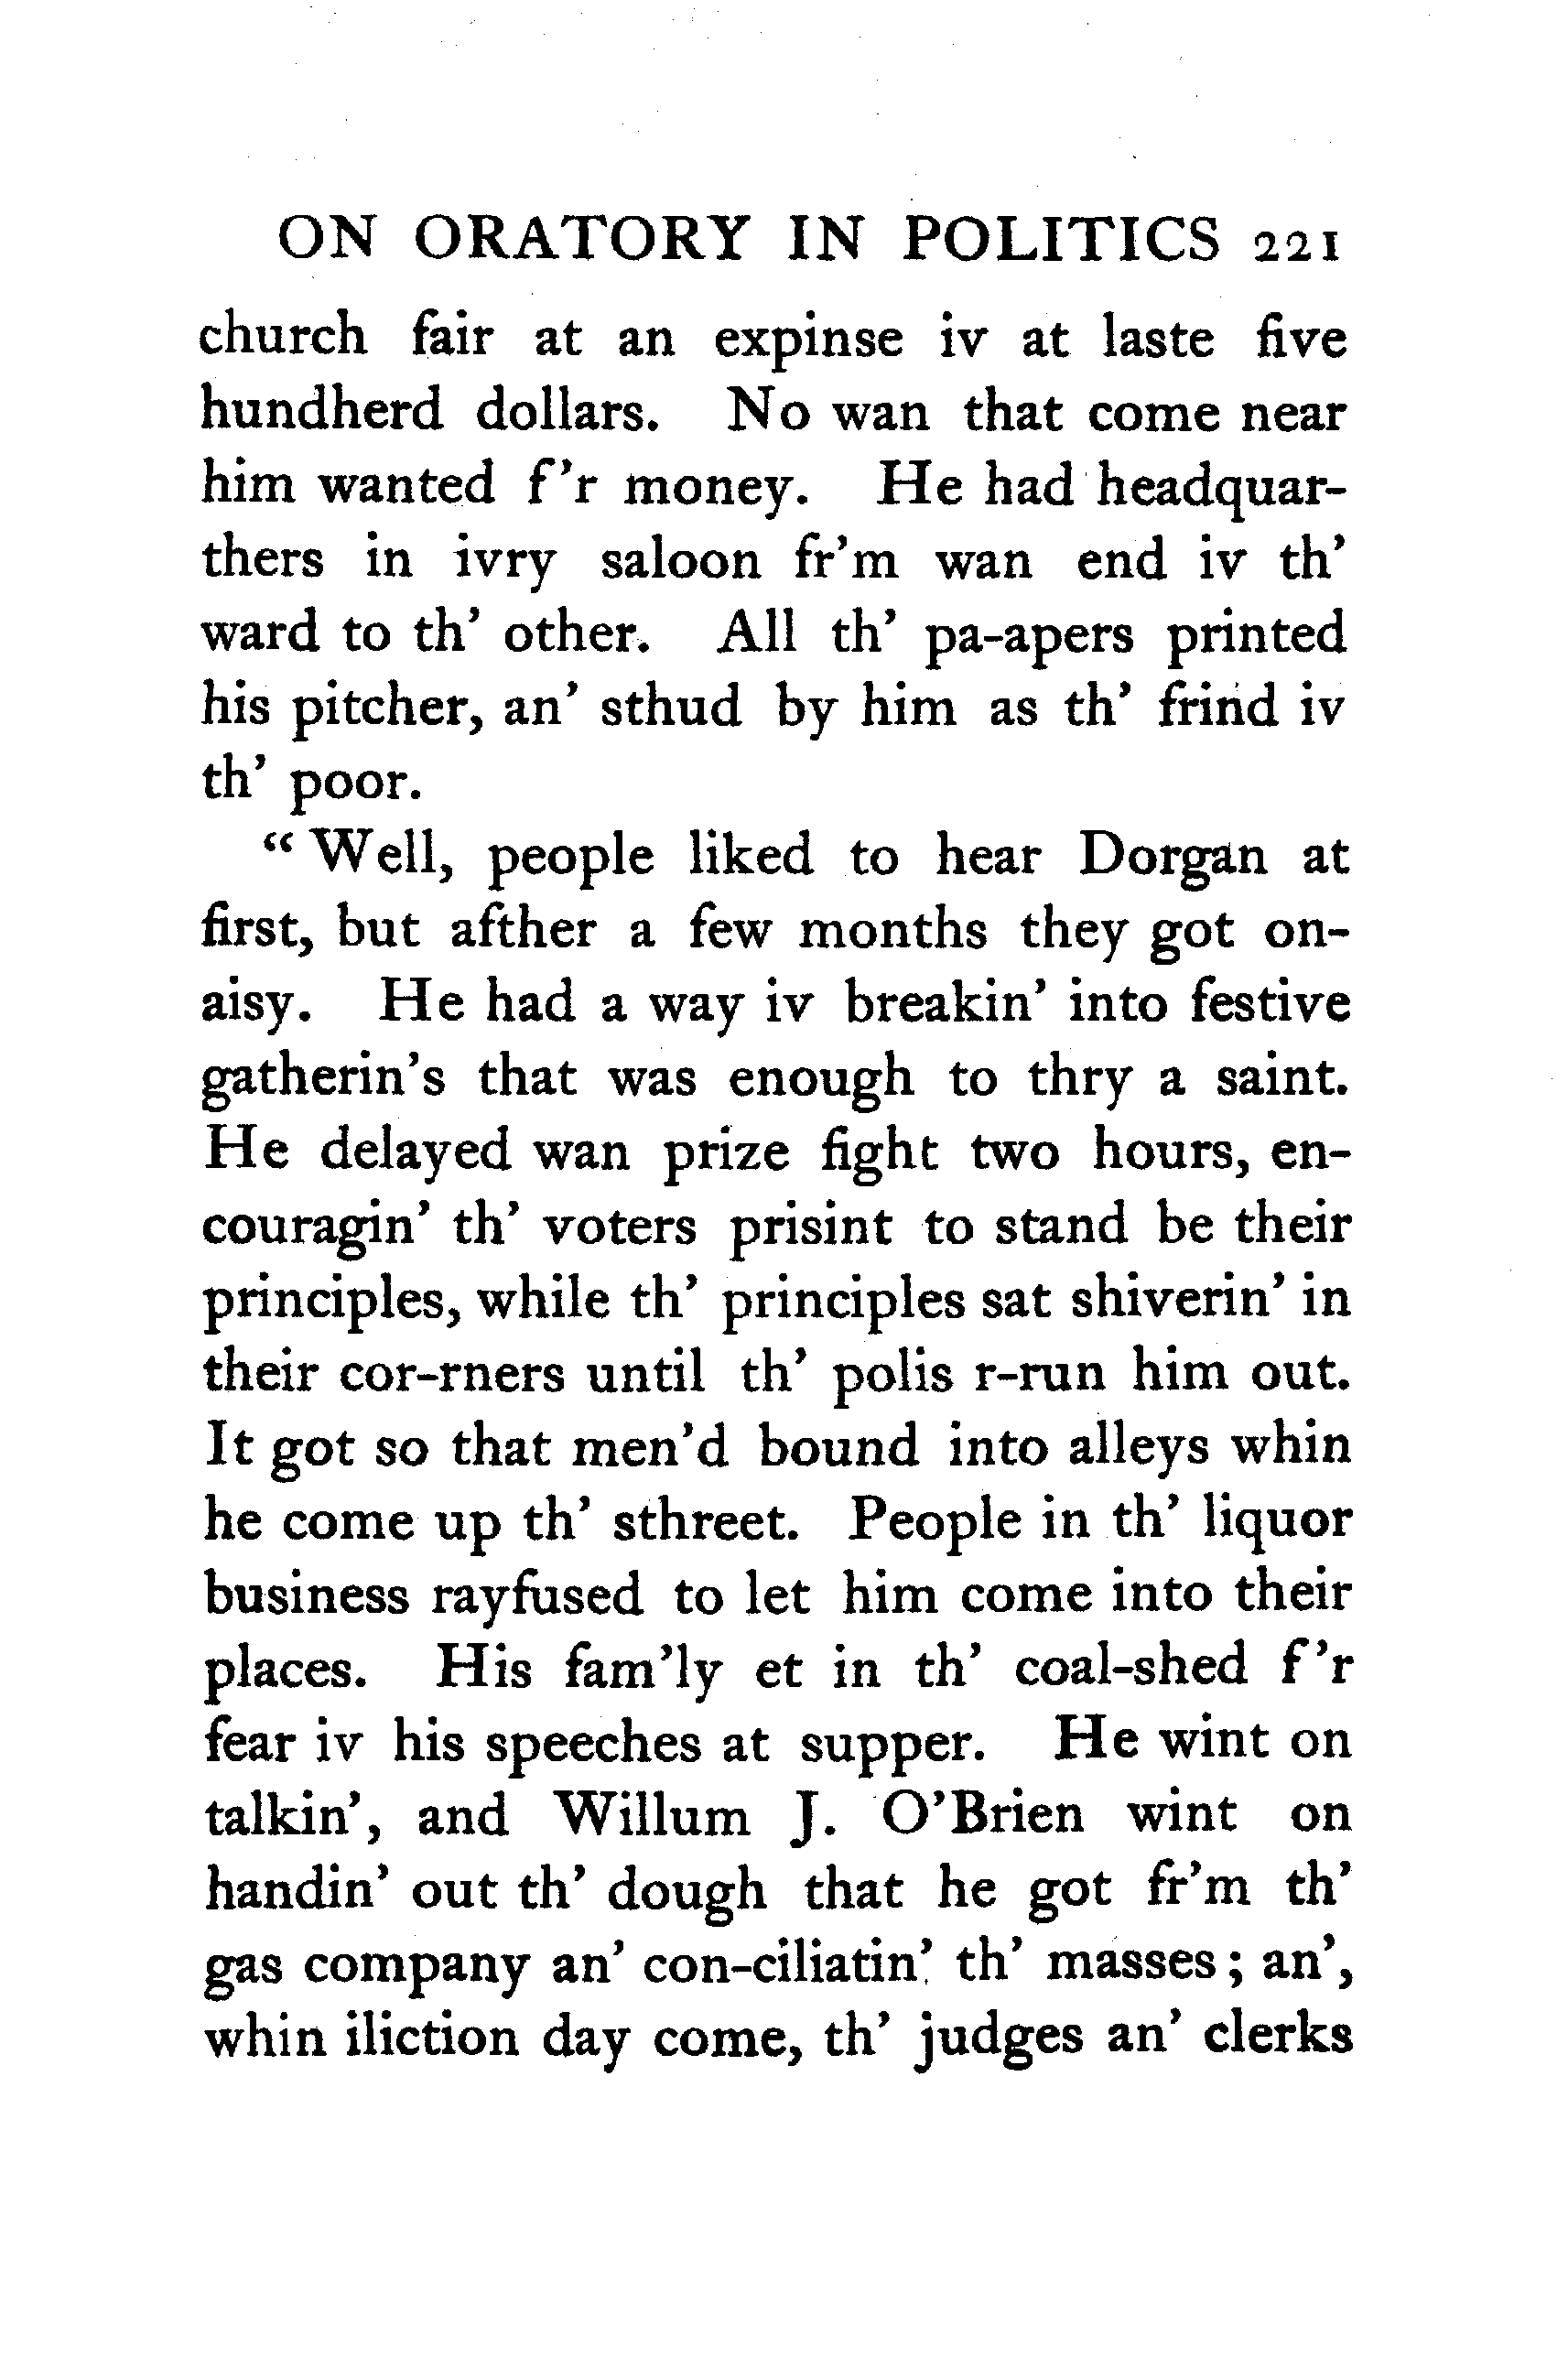 ON ORATORY IN POLITICS 221
church fair at an expinse iv at laste five
hundherd dollars. No wan that come near
him wanted f'r money. He had headquar-
thers in ivry saloon fr'm wan end iv th'
ward to th' other. All th' pa-apers printed
his pitcher, an' sthud by him as th' frind iv
th' poor.
“Well, people liked to hear Dorgan at
first, but afther a few months they got on-
aisy. He had a way iv breakin' into festive
gatherin's that was enough to thry a saint.
He delayed wan prize fight two hours, en-
couragin' th' voters prisint to stand be their
principles, while th' principles sat shiverin' in
their cor-rners until th' polis r-run him out.
It got so that men'd bound into alleys whin
he come up th' sthreet. People in th' liquor
business rayfused to let him come into their
places. His fam'ly et in th' coal-shed f'r
fear iv his speeches at supper. He wint on
talkin', and Willum J. O'Brien wint on
handin' out th' dough that he got fr'm th'
gas company an' con-ciliatin' th' masses; an',
whin iliction day come, th' judges an' clerks